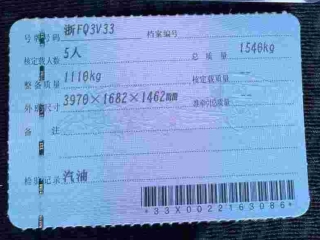 号牌号码 浙FQ3V33 档案编号
核定载人数 5人 总质量 1540kg
整备质量 1110kg 核定载质量 --
外廓尺寸 3970×1682×1462mm 准牵引总质量 --
备注
检验记录 汽油
*33X0022163086*